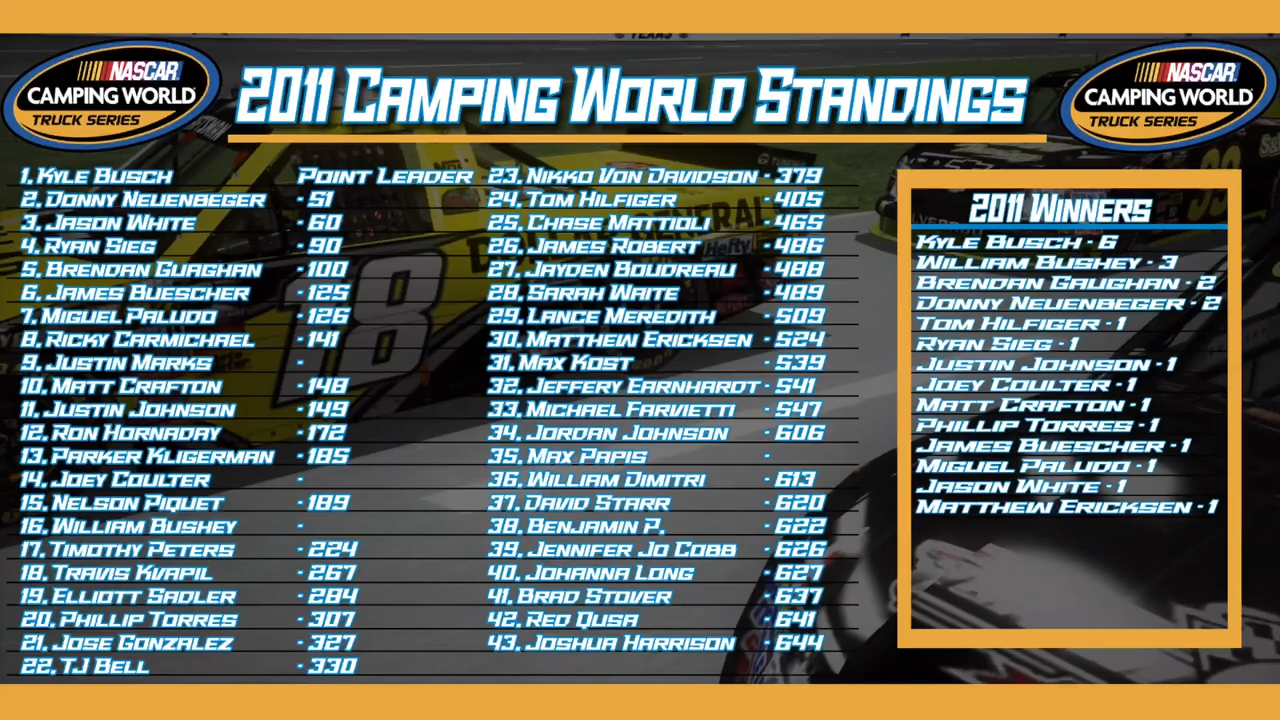 TEXAS
NASCAR
CAMPING WORLD
TRUCK SERIES
2011 CAMPING WORLD STANDINGS
NASCAR
CAMPING WORLD
TRUCK SERIES
1. KYLE BUSCH POINT LEADER
2. DONNY NEUENBEGER - 51
3. JASON WHITE - 60
4. RYAN SIEG - 90
5. BRENDAN GUAGHAN - 100
6. JAMES BUESCHER - 125
7. MIGUEL PALUDO - 126
8. RICKY CARMICHAEL - 141
9. JUSTIN MARKS -
10. MATT CRAFTON - 148
11. JUSTIN JOHNSON - 149
12. RON HORNADAY - 172
13. PARKER KLIGERMAN - 185
14. JOEY COULTER -
15. NELSON PIQUET - 189
16. WILLIAM BUSHEY -
17. TIMOTHY PETERS - 224
18. TRAVIS KVAPIL - 267
19. ELLIOTT SADLER - 284
20. PHILLIP TORRES - 307
21. JOSE GONZALEZ - 327
22. TJ BELL - 330
23. NIKKO VON DAVIDSON - 379
24. TOM HILFIGER - 405
25. CHASE MATTIOLI - 465
26. JAMES ROBERT - 486
27. JAYDEN BOUDREAU - 488
28. SARAH WAITE - 489
29. LANCE MEREDITH - 509
30. MATTHEW ERICKSEN - 524
31. MAX KOST - 539
32. JEFFERY EARNHARDT - 541
33. MICHAEL FARVIETTI - 547
34. JORDAN JOHNSON - 606
35. MAX PAPIS -
36. WILLIAM DIMITRI - 613
37. DAVID STARR - 620
38. BENJAMIN P. - 622
39. JENNIFER JO COBB - 626
40. JOHANNA LONG - 627
41. BRAD STOVER - 637
42. REO QUSA - 641
43. JOSHUA HARRISON - 644
2011 WINNERS
KYLE BUSCH - 6
WILLIAM BUSHEY - 3
BRENDAN GAUGHAN - 2
DONNY NEUENBEGER - 2
TOM HILFIGER - 1
RYAN SIEG - 1
JUSTIN JOHNSON - 1
JOEY COULTER - 1
MATT CRAFTON - 1
PHILLIP TORRES - 1
JAMES BUESCHER - 1
MIGUEL PALUDO - 1
JASON WHITE - 1
MATTHEW ERICKSEN - 1
GENERAL
Hefty
18
99